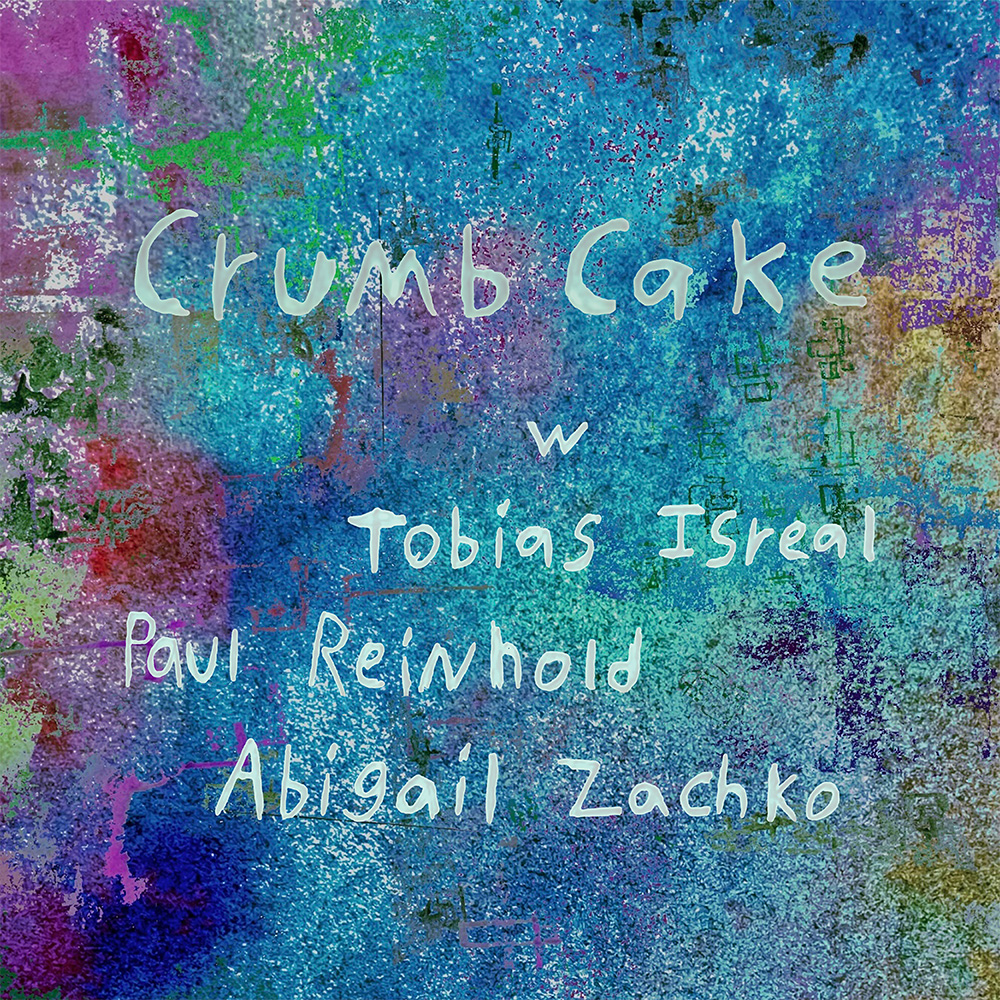 Crumb Cake
w
Tobias Isreal
Paul Reinhold
Abigail Zachko